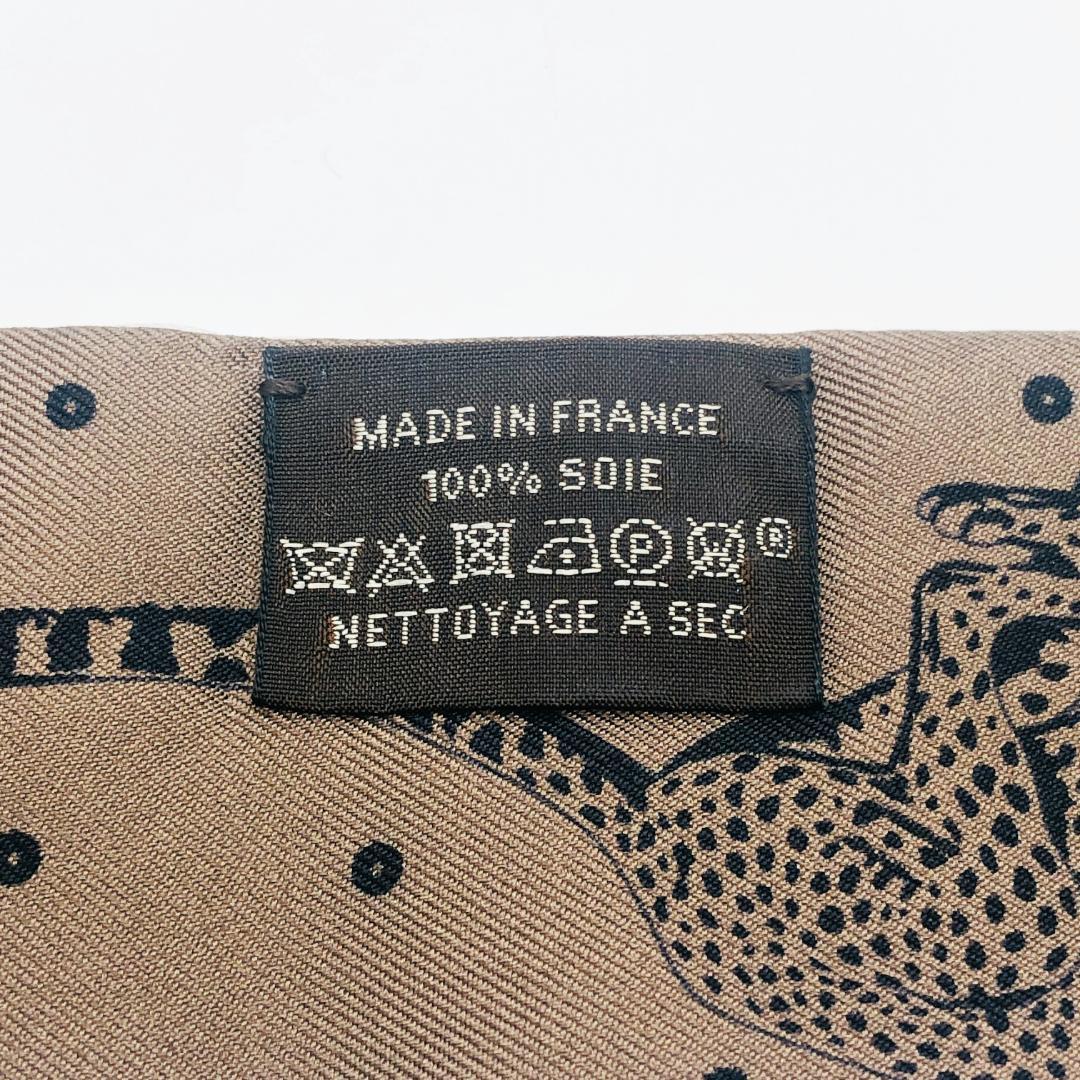 MADE IN FRANCE
100% SOIE
P W ®
NETTOYAGE A SEC